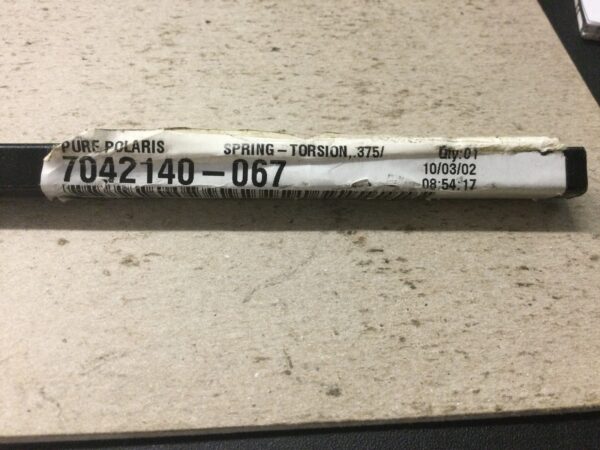 PURE POLARIS SPRING-TORSION,.375/ Qty:01
7042140-067 10/03/02
08:54:17